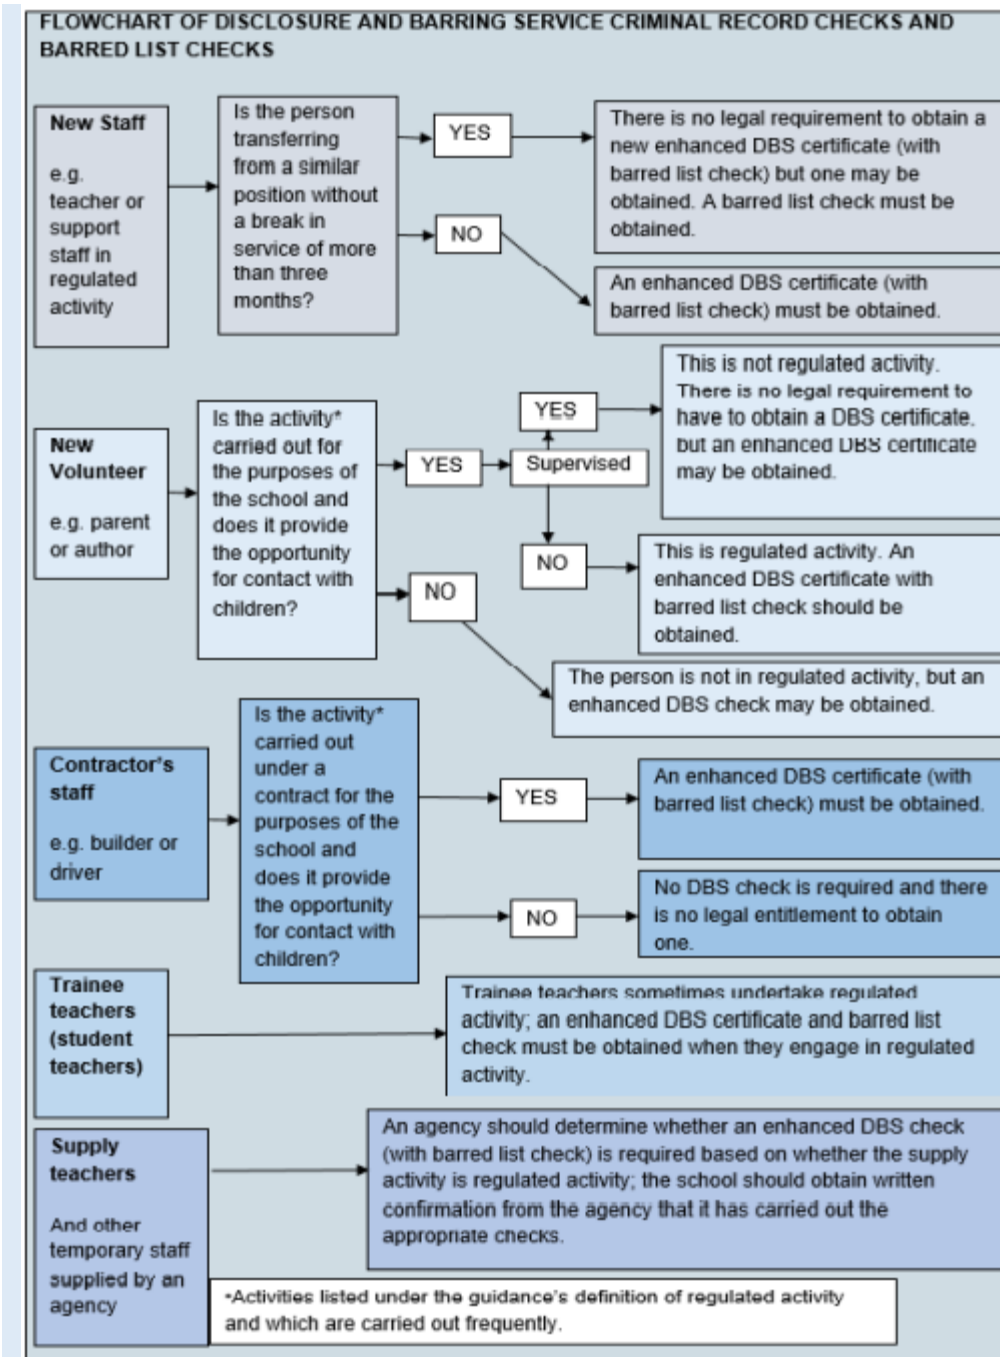 FLOWCHART OF DISCLOSURE AND BARRING SERVICE CRIMINAL RECORD CHECKS AND
BARRED LIST CHECKS
New Staff
e.g.
teacher or
support
staff in
regulated
activity
Is the person
transferring
from a similar
position without
a break in
service of more
than three
months?
YES
There is no legal requirement to obtain a
new enhanced DBS certificate (with
barred list check) but one may be
obtained. A barred list check must be
obtained.
NO
An enhanced DBS certificate (with
barred list check) must be obtained.
New
Volunteer
e.g. parent
or author
Is the activity*
carried out for
the purposes of
the school and
does it provide
the opportunity
for contact with
children?
YES
Supervised
YES
This is not regulated activity.
There is no legal requirement to
have to obtain a DBS certificate,
but an enhanced DBS certificate
may be obtained.
NO
This is regulated activity. An
enhanced DBS certificate with
barred list check should be
obtained.
NO
The person is not in regulated activity, but an
enhanced DBS check may be obtained.
Contractor's
staff
e.g. builder or
driver
Is the activity*
carried out
under a
contract for the
purposes of the
school and
does it provide
the opportunity
for contact with
children?
YES
An enhanced DBS certificate (with
barred list check) must be obtained.
NO
No DBS check is required and there
is no legal entitlement to obtain
one.
Trainee
teachers
(student
teachers)
Trainee teachers sometimes undertake regulated
activity; an enhanced DBS certificate and barred list
check must be obtained when they engage in regulated
activity.
Supply
teachers
And other
temporary staff
supplied by an
agency
An agency should determine whether an enhanced DBS check
(with barred list check) is required based on whether the supply
activity is regulated activity; the school should obtain written
confirmation from the agency that it has carried out the
appropriate checks.
*Activities listed under the guidance's definition of regulated activity
and which are carried out frequently.